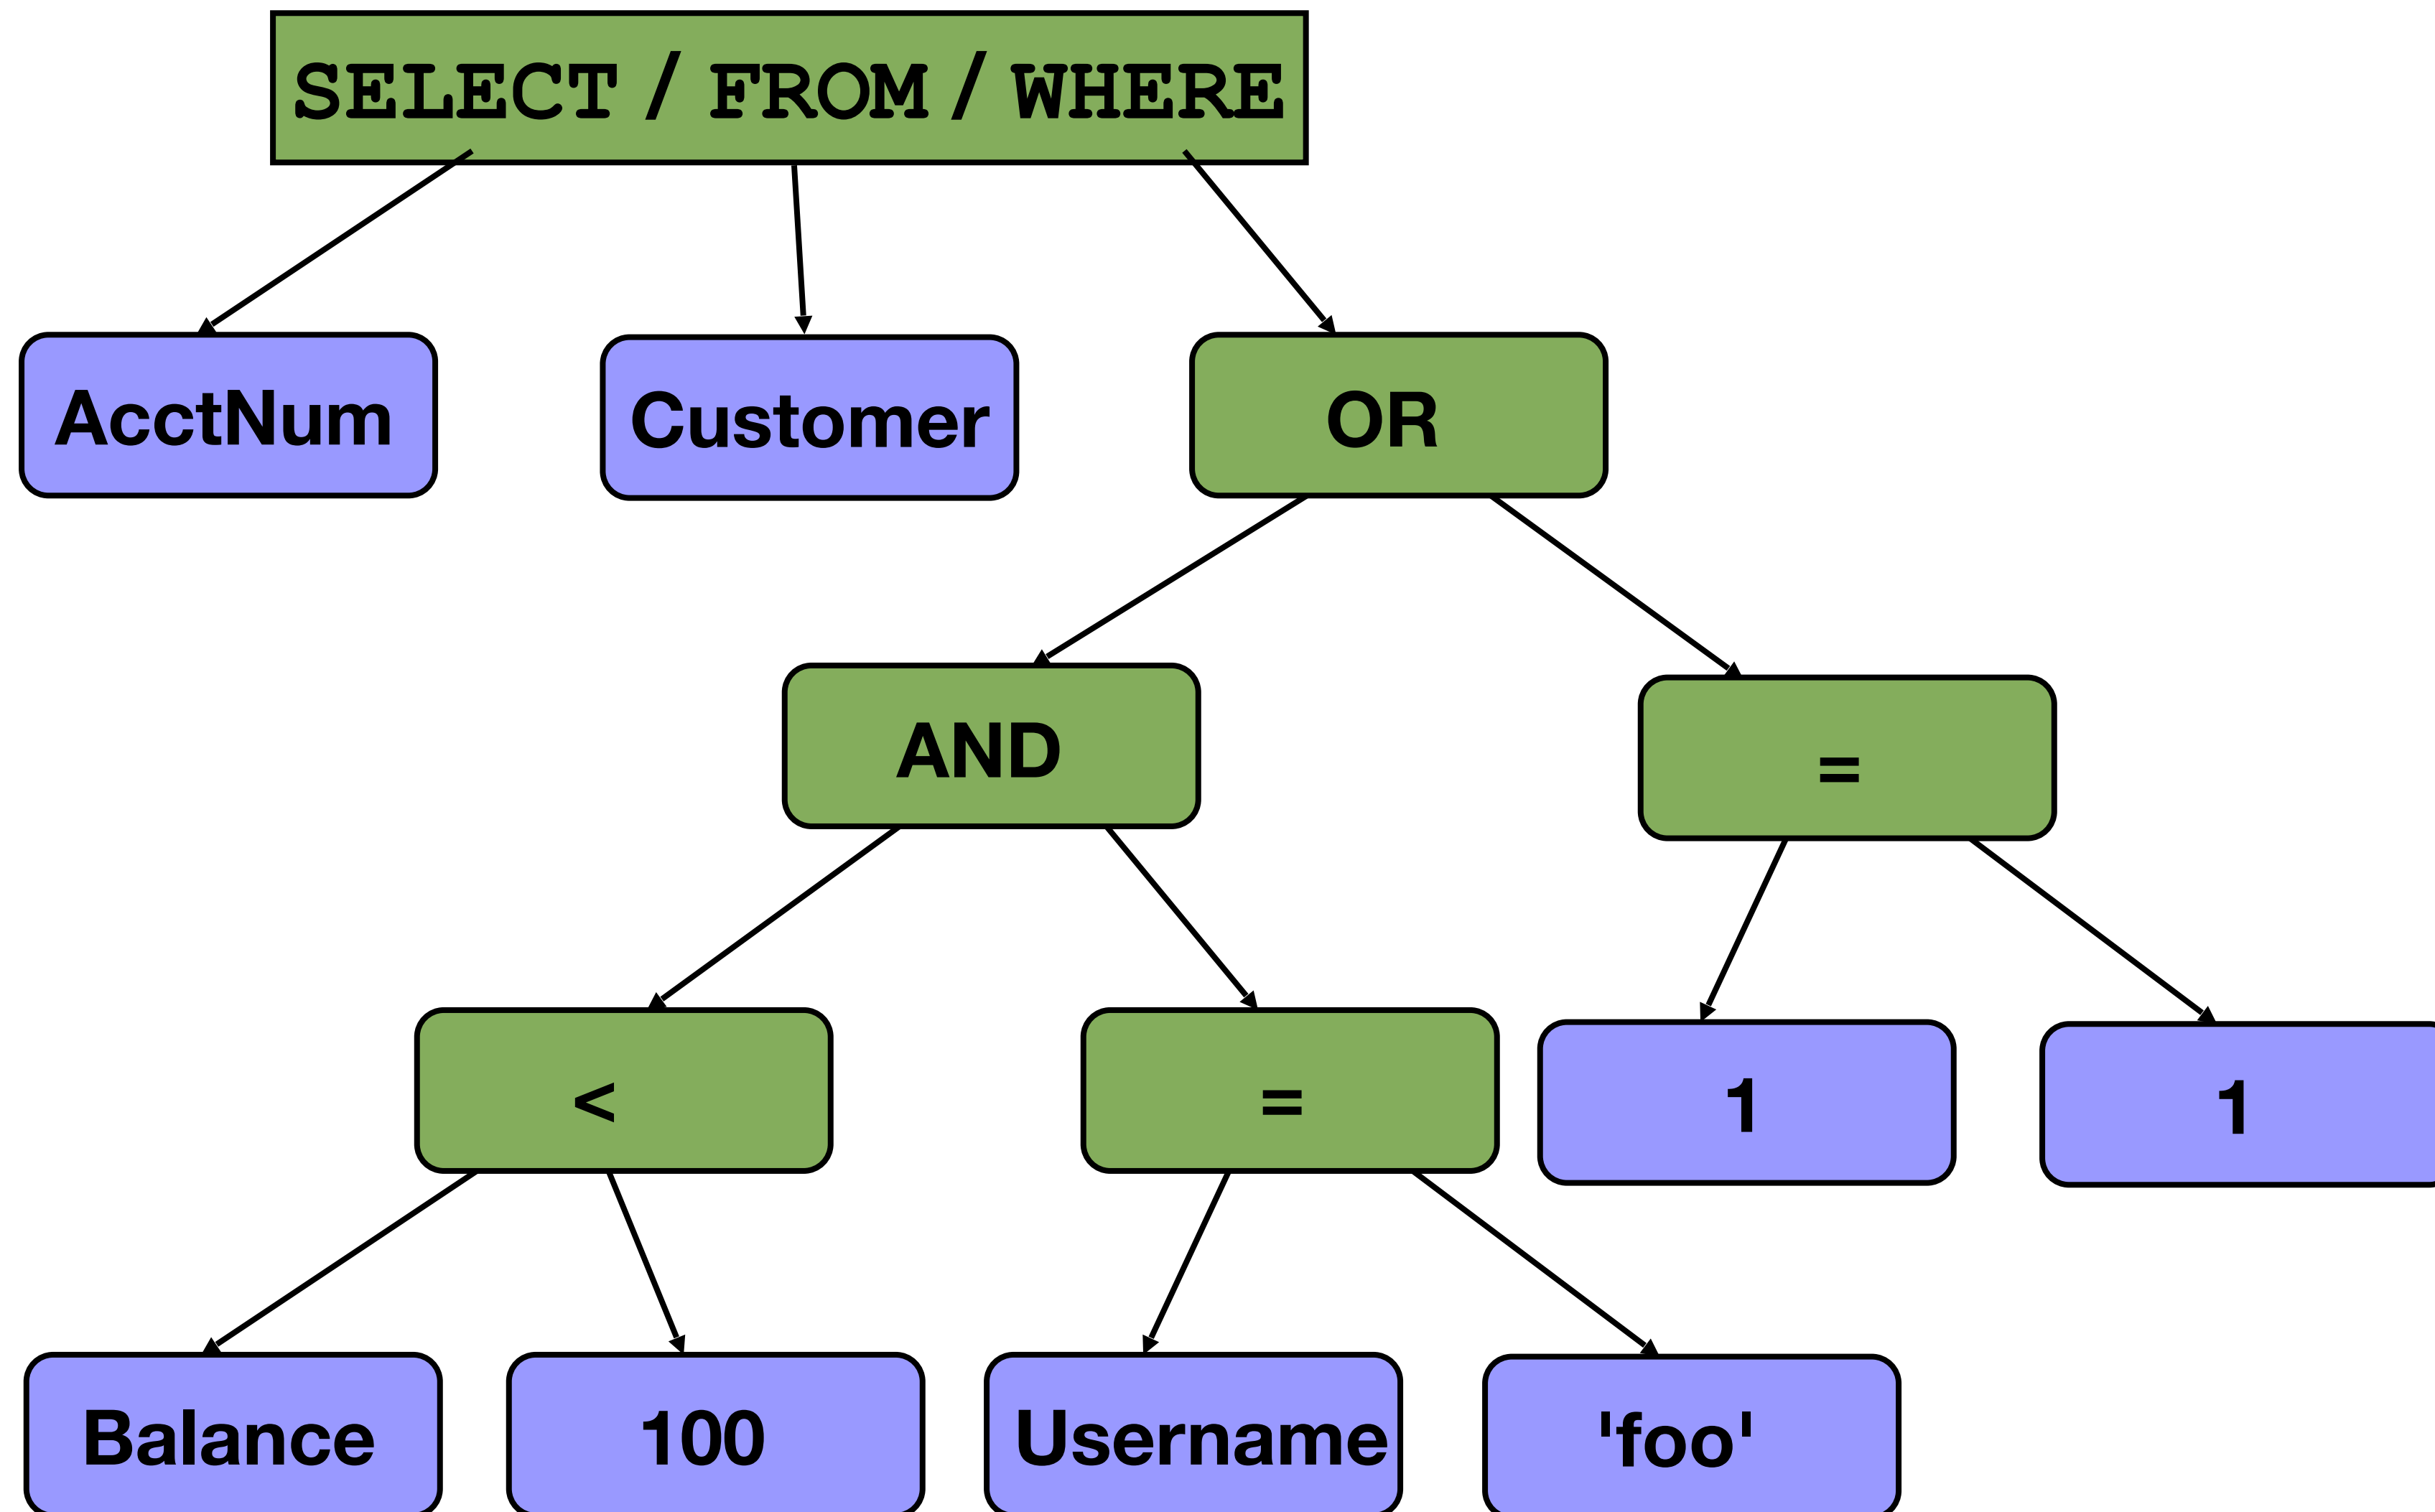 SELECT / FROM / WHERE
AcctNum
Customer
OR
AND
=
<
=
1
1
Balance
100
Username
'foo'